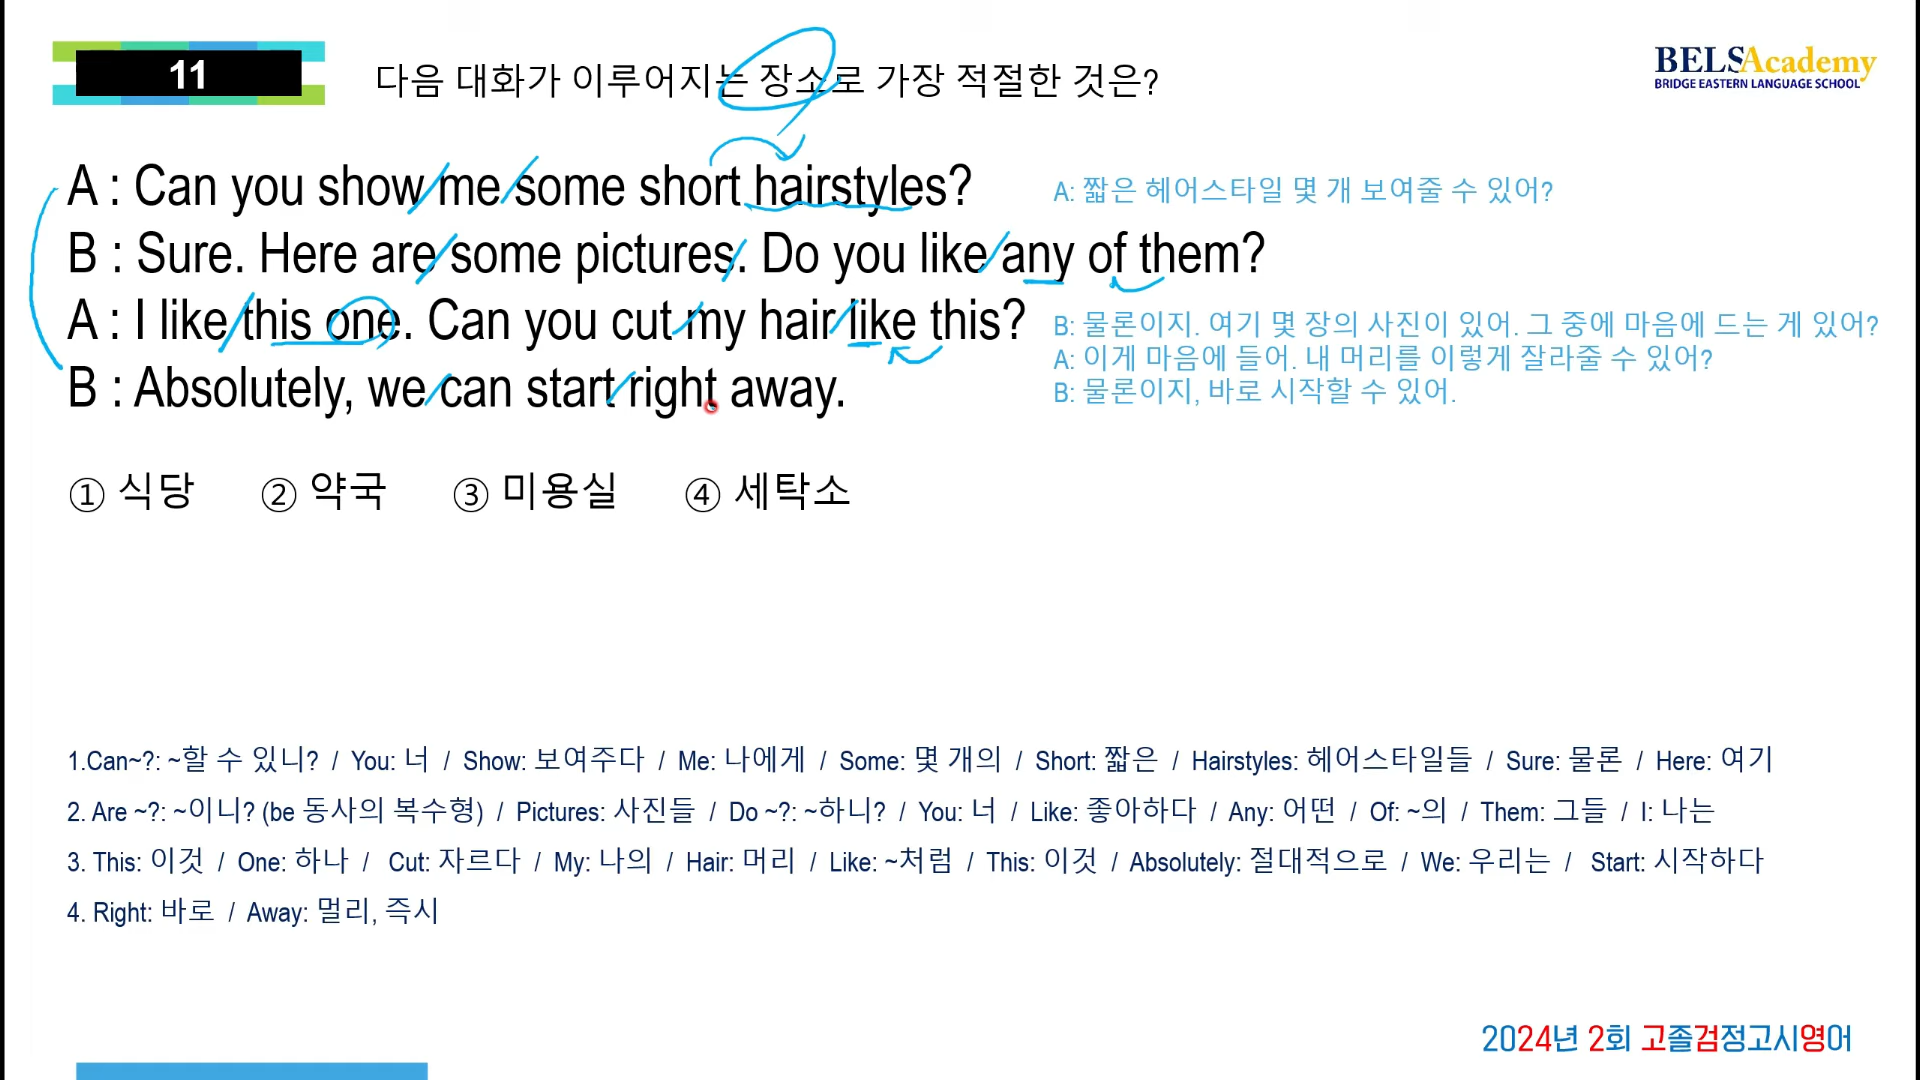 11
다음 대화가 이루어지는 장소로 가장 적절한 것은?
BELSAcademy
BRIDGE EASTERN LANGUAGE SCHOOL
A : Can you show me some short hairstyles?
A: 짧은 헤어스타일 몇 개 보여줄 수 있어?
B : Sure. Here are some pictures. Do you like any of them?
A : I like this one. Can you cut my hair like this?
B: 물론이지. 여기 몇 장의 사진이 있어. 그 중에 마음에 드는 게 있어?
A: 이게 마음에 들어. 내 머리를 이렇게 잘라줄 수 있어?
B : Absolutely, we can start right away.
B: 물론이지, 바로 시작할 수 있어.
① 식당 ② 약국 ③ 미용실 ④ 세탁소
1.Can~?: ~할 수 있니? / You: 너 / Show: 보여주다 / Me: 나에게 / Some: 몇 개의 / Short: 짧은 / Hairstyles: 헤어스타일들 / Sure: 물론 / Here: 여기
2. Are ~?: ~이니? (be 동사의 복수형) / Pictures: 사진들 / Do ~?: ~하니? / You: 너 / Like: 좋아하다 / Any: 어떤 / Of: ~의 / Them: 그들 / I: 나는
3. This: 이것 / One: 하나 / Cut: 자르다 / My: 나의 / Hair: 머리 / Like: ~처럼 / This: 이것 / Absolutely: 절대적으로 / We: 우리는 / Start: 시작하다
4. Right: 바로 / Away: 멀리, 즉시
2024년 2회 고졸검정고시영어